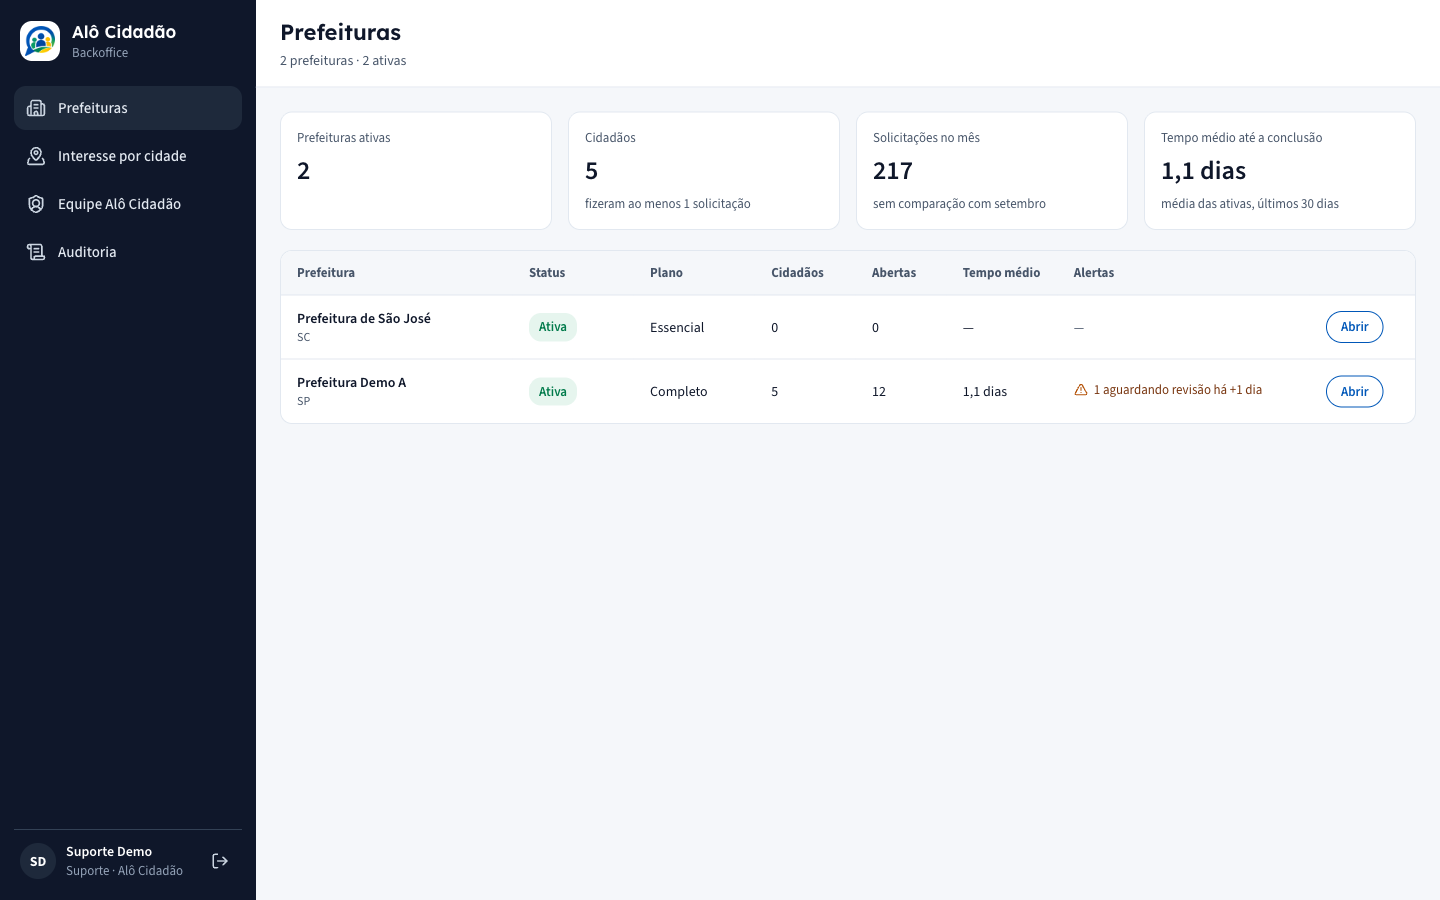 Alô Cidadão
Backoffice
Prefeituras
Interesse por cidade
Equipe Alô Cidadão
Auditoria
SD
Suporte Demo
Suporte · Alô Cidadão
Prefeituras
2 prefeituras · 2 ativas
Prefeituras ativas
2
Cidadãos
5
fizeram ao menos 1 solicitação
Solicitações no mês
217
sem comparação com setembro
Tempo médio até a conclusão
1,1 dias
média das ativas, últimos 30 dias
Prefeitura Status Plano Cidadãos Abertas Tempo médio Alertas
Prefeitura de São José
SC
Ativa Essencial 0 0 — — Abrir
Prefeitura Demo A
SP
Ativa Completo 5 12 1,1 dias 1 aguardando revisão há +1 dia Abrir